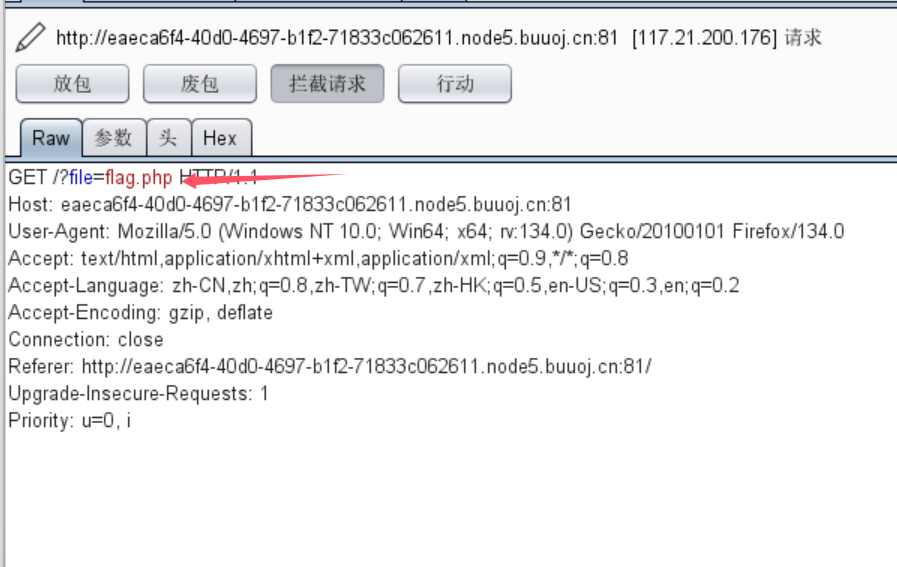 http://eaeca6f4-40d0-4697-b1f2-71833c062611.node5.buuoj.cn:81 [117.21.200.176] 请求
放包 废包 拦截请求 行动
Raw 参数 头 Hex
GET /?file=flag.php HTTP/1.1
Host: eaeca6f4-40d0-4697-b1f2-71833c062611.node5.buuoj.cn:81
User-Agent: Mozilla/5.0 (Windows NT 10.0; Win64; x64; rv:134.0) Gecko/20100101 Firefox/134.0
Accept: text/html,application/xhtml+xml,application/xml;q=0.9,*/*;q=0.8
Accept-Language: zh-CN,zh;q=0.8,zh-TW;q=0.7,zh-HK;q=0.5,en-US;q=0.3,en;q=0.2
Accept-Encoding: gzip, deflate
Connection: close
Referer: http://eaeca6f4-40d0-4697-b1f2-71833c062611.node5.buuoj.cn:81/
Upgrade-Insecure-Requests: 1
Priority: u=0, i